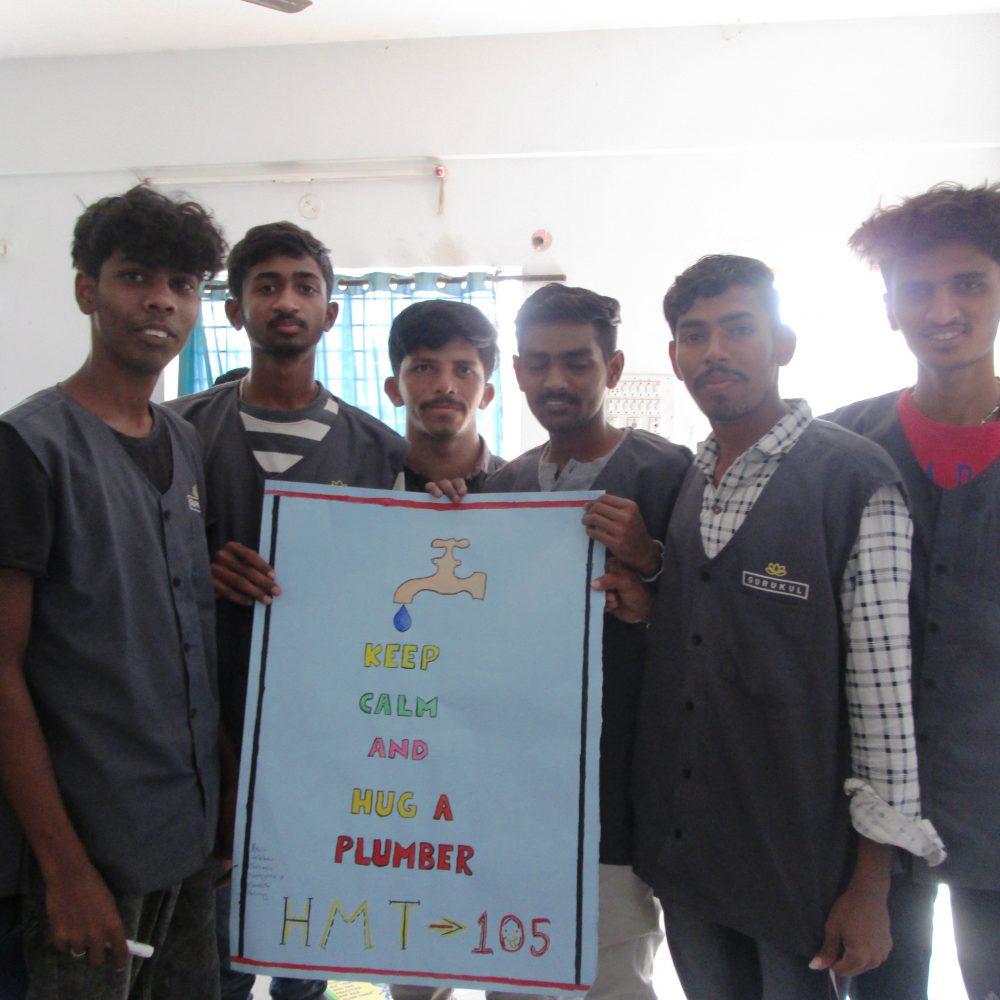 GURUKUL
KEEP
CALM
AND
HUG A
PLUMBER
HMT → 105